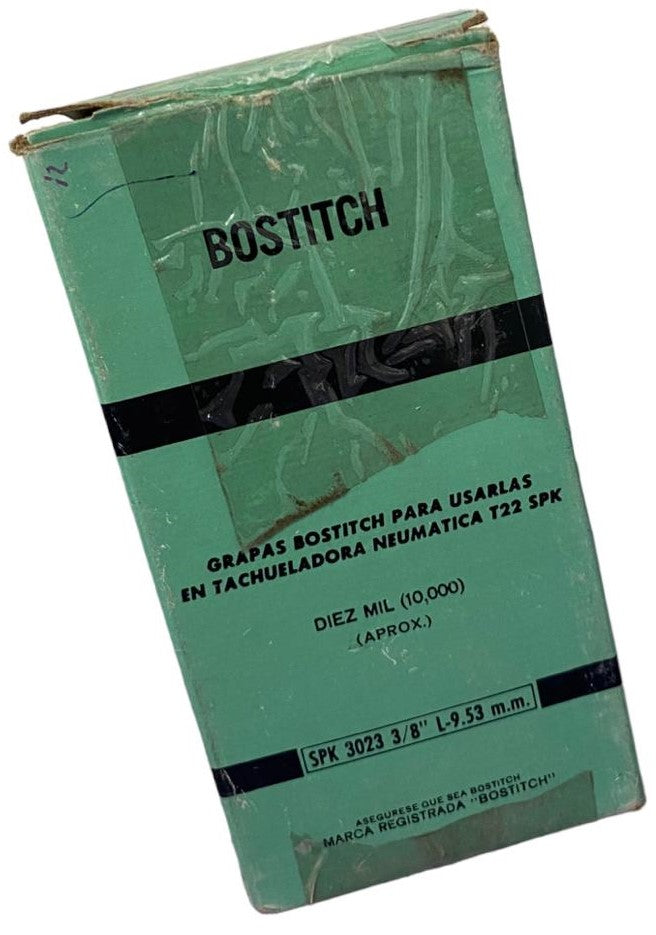 12
BOSTITCH
GRAPAS BOSTITCH PARA USARLAS
EN TACHUELADORA NEUMATICA T22 SPK
DIEZ MIL (10,000)
(APROX.)
SPK 3023 3/8" L-9.53 m.m.
ASEGURESE QUE SEA BOSTITCH
MARCA REGISTRADA "BOSTITCH"